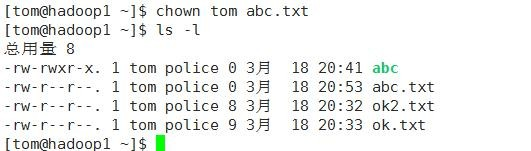 [tom@hadoop1 ~]$ chown tom abc.txt
[tom@hadoop1 ~]$ ls -l
总用量 8
-rw-rwxr-x. 1 tom police 0 3月  18 20:41 abc
-rw-r--r--. 1 tom police 0 3月  18 20:53 abc.txt
-rw-r--r--. 1 tom police 8 3月  18 20:32 ok2.txt
-rw-r--r--. 1 tom police 9 3月  18 20:33 ok.txt
[tom@hadoop1 ~]$